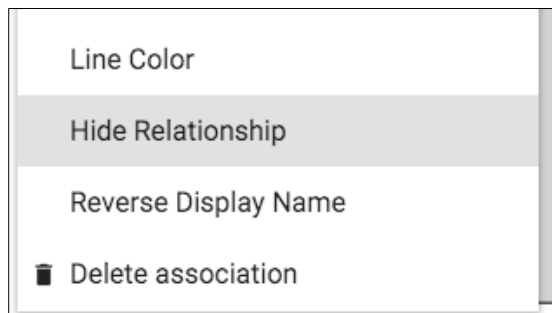 Line Color
Hide Relationship
Reverse Display Name
Delete association